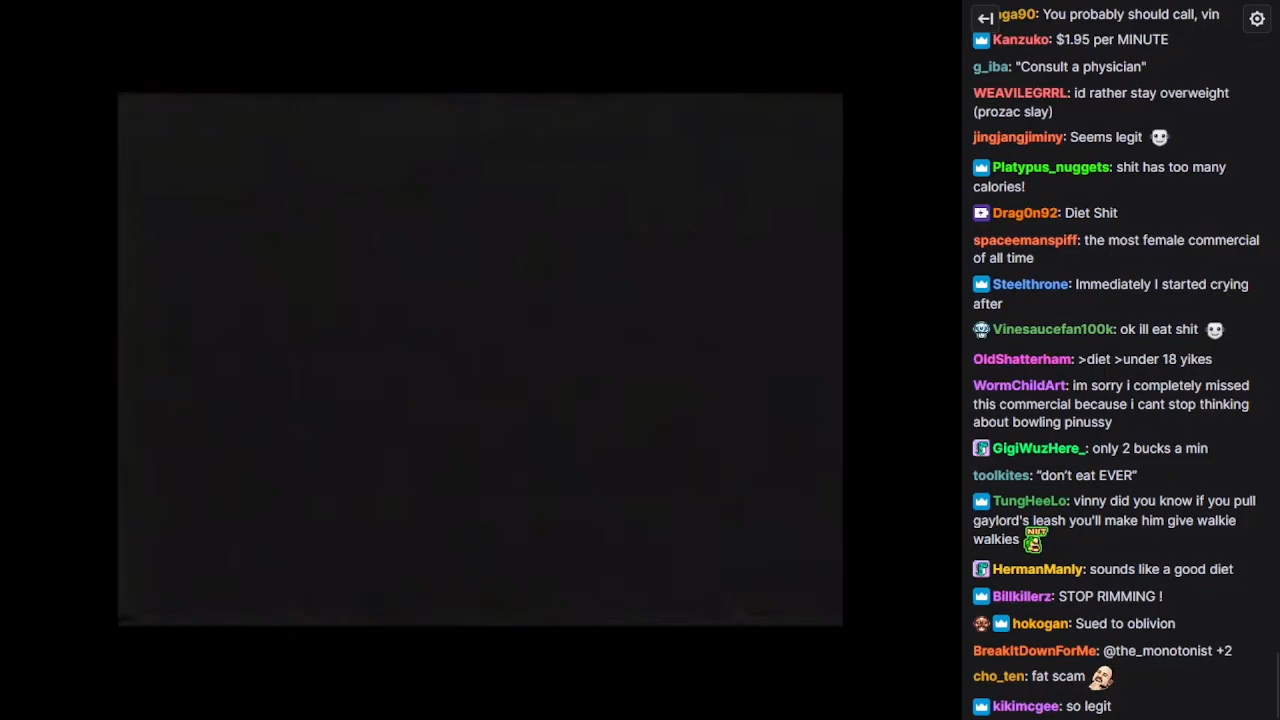 ga90: You probably should call, vin
Kanzuko: $1.95 per MINUTE
g_iba: "Consult a physician"
WEAVILEGRRL: id rather stay overweight
(prozac slay)
jingjangjiminy: Seems legit
Platypus_nuggets: shit has too many
calories!
Drag0n92: Diet Shit
spaceemanspiff: the most female commercial
of all time
Steelthrone: Immediately I started crying
after
Vinesaucefan100k: ok ill eat shit
OldShatterham: >diet >under 18 yikes
WormChildArt: im sorry i completely missed
this commercial because i cant stop thinking
about bowling pinussy
GigiWuzHere_: only 2 bucks a min
toolkites: “don’t eat EVER”
TungHeeLo: vinny did you know if you pull
gaylord's leash you'll make him give walkie
walkies
NUT
HermanManly: sounds like a good diet
Billkillerz: STOP RIMMING !
hokogan: Sued to oblivion
BreakItDownForMe: @the_monotonist +2
cho_ten: fat scam
kikimcgee: so legit